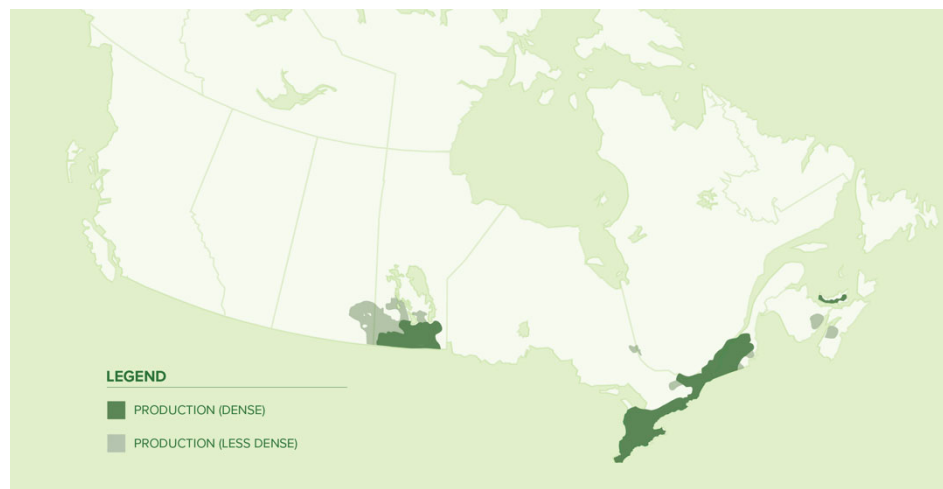 LEGEND
PRODUCTION (DENSE)
PRODUCTION (LESS DENSE)